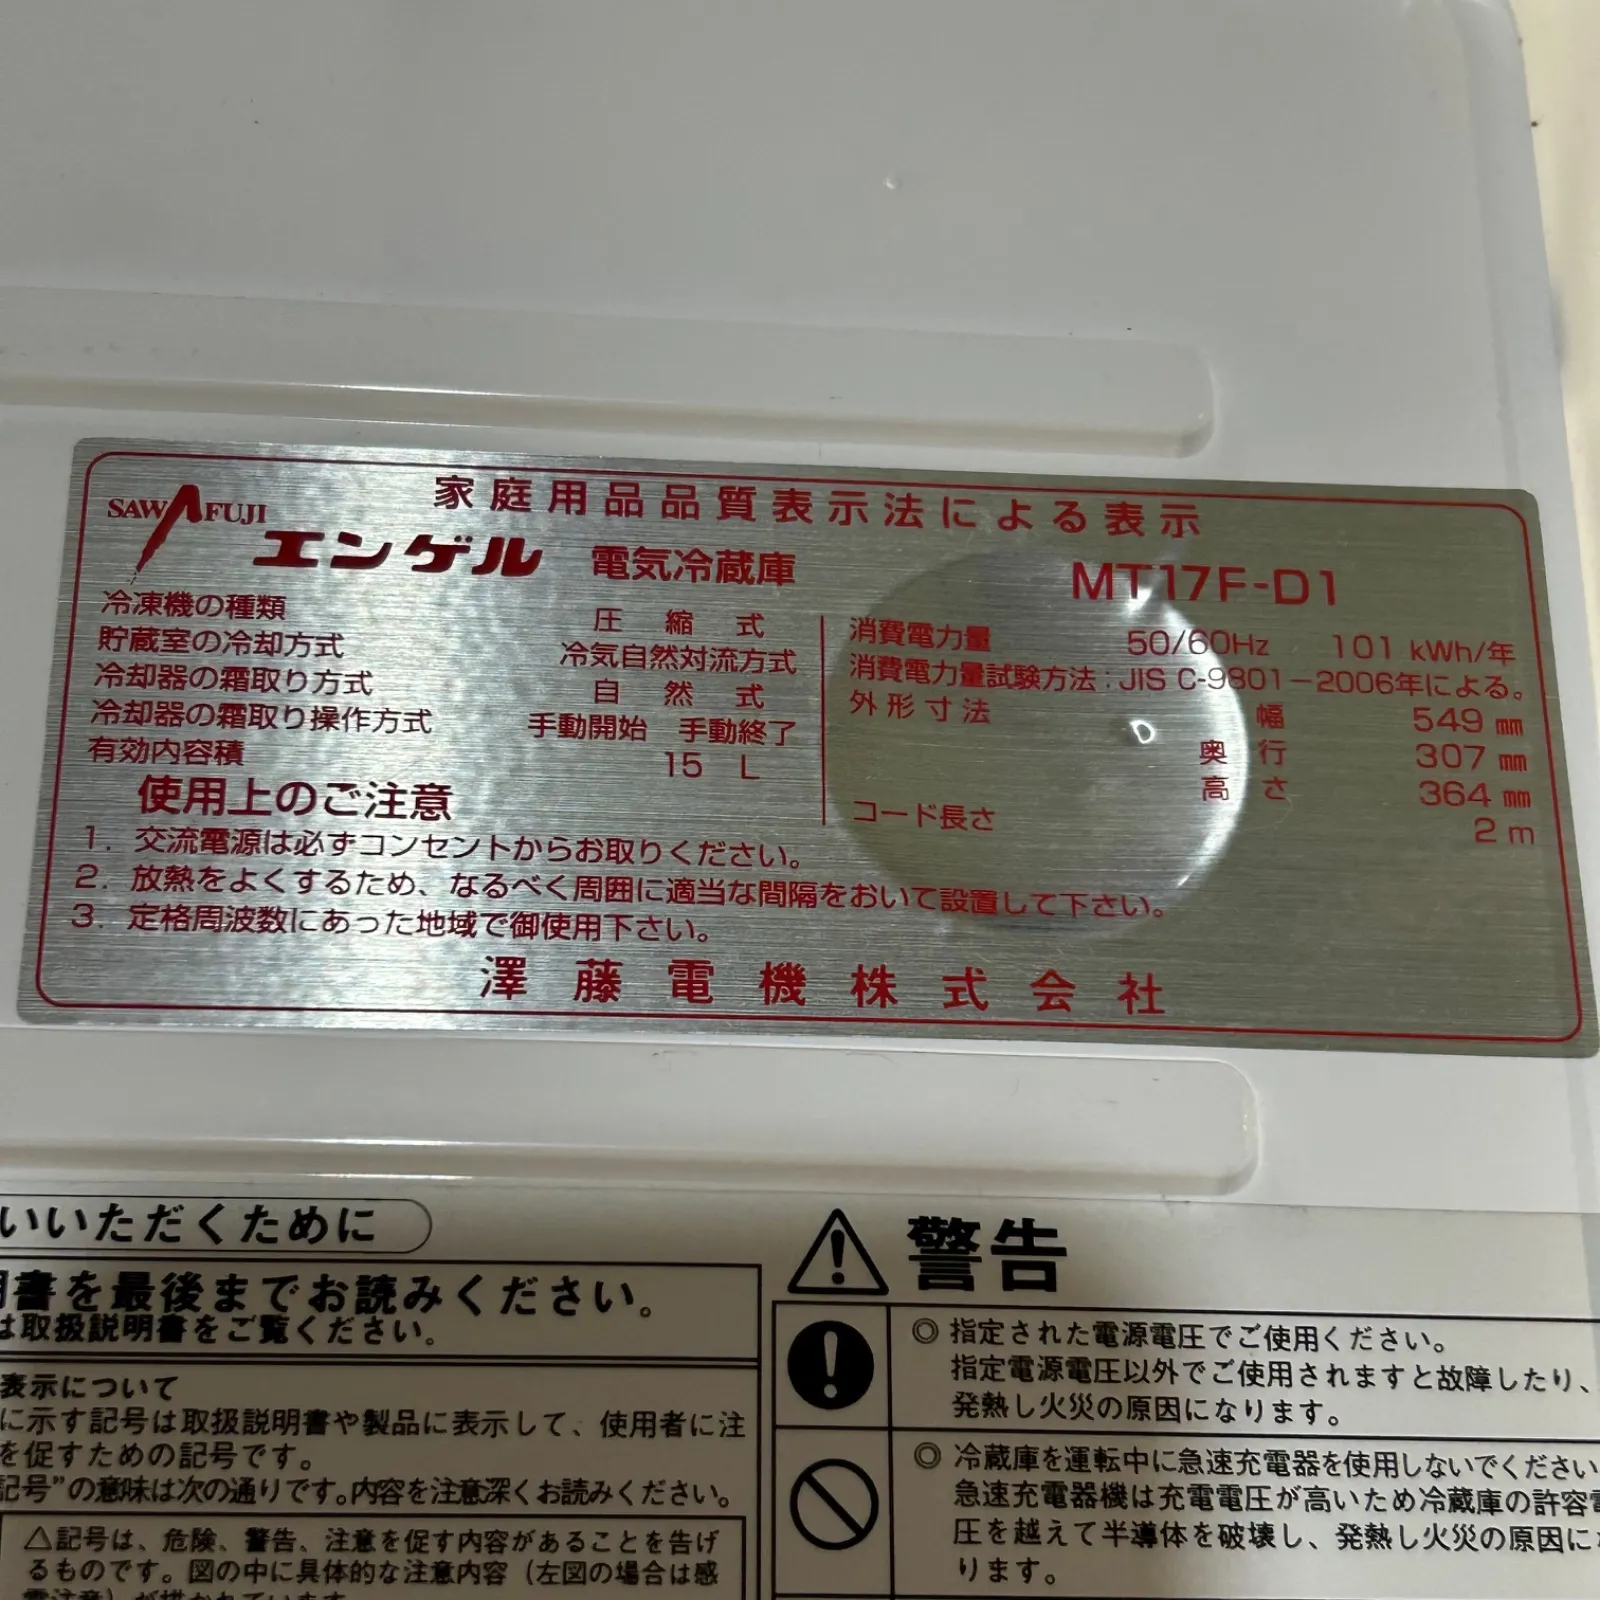 家庭用品品質表示法による表示
SAWAFUJI
エンゲル 電気冷蔵庫 MT17F-D1
冷凍機の種類 圧縮式
貯蔵室の冷却方式 冷気自然対流方式
冷却器の霜取り方式 自然式
冷却器の霜取り操作方式 手動開始 手動終了
有効内容積 15 L
消費電力量 50/60Hz 101 kWh/年
消費電力量試験方法:JIS C-9801-2006年による。
外形寸法 幅 549 mm
奥行 307 mm
高さ 364 mm
コード長さ 2 m
使用上のご注意
1. 交流電源は必ずコンセントからお取りください。
2. 放熱をよくするため、なるべく周囲に適当な間隔をおいて設置して下さい。
3. 定格周波数にあった地域で御使用下さい。
澤藤電機株式会社
いいただくために
書を最後までお読みください。
は取扱説明書をご覧ください。
表示について
に示す記号は取扱説明書や製品に表示して、使用者に注
を促すための記号です。
記号"の意味は次の通りです。内容を注意深くお読みください。
△記号は、危険、警告、注意を促す内容があることを告げ
るものです。図の中に具体的な注意内容(左図の場合は感
警告
◎ 指定された電源電圧でご使用ください。
指定電源電圧以外でご使用されますと故障したり、
発熱し火災の原因になります。
◎ 冷蔵庫を運転中に急速充電器を使用しないでください
急速充電器機は充電電圧が高いため冷蔵庫の許容
圧を越えて半導体を破壊し、発熱し火災の原因に
ります。